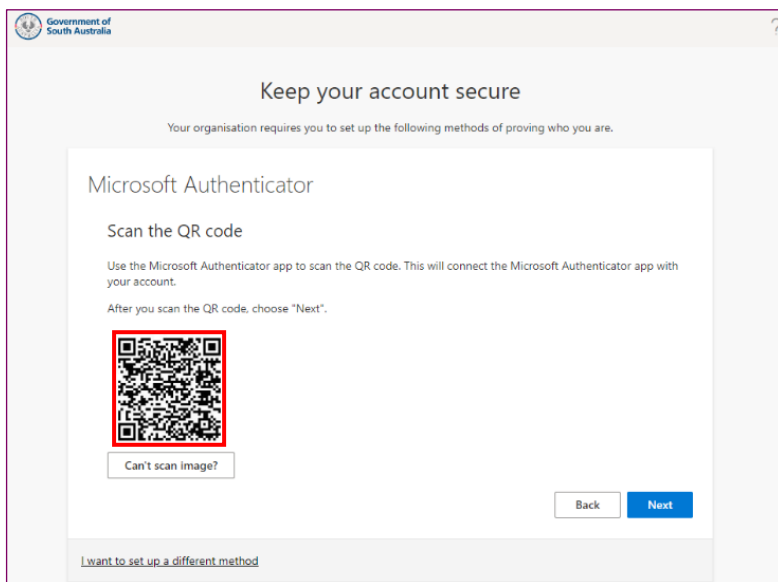 Government of
South Australia
?
Keep your account secure
Your organisation requires you to set up the following methods of proving who you are.
Microsoft Authenticator
Scan the QR code
Use the Microsoft Authenticator app to scan the QR code. This will connect the Microsoft Authenticator app with
your account.
After you scan the QR code, choose "Next".
Can't scan image?
Back Next
I want to set up a different method